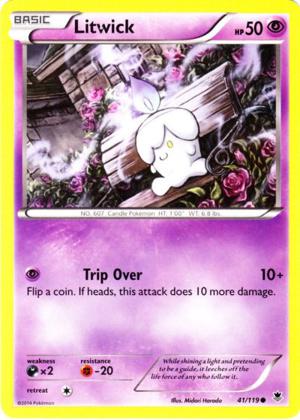 BASIC
Litwick
HP50
NO. 607 Candle Pokémon HT. 1'00" WT. 6.8 lbs.
Trip Over 10+
Flip a coin. If heads, this attack does 10 more damage.
weakness resistance
×2 -20
While shining a light and pretending
to be a guide, it leeches off the
life force of any who follow it.
retreat
©2014 Pokémon
Illus. Midori Harada
41/119